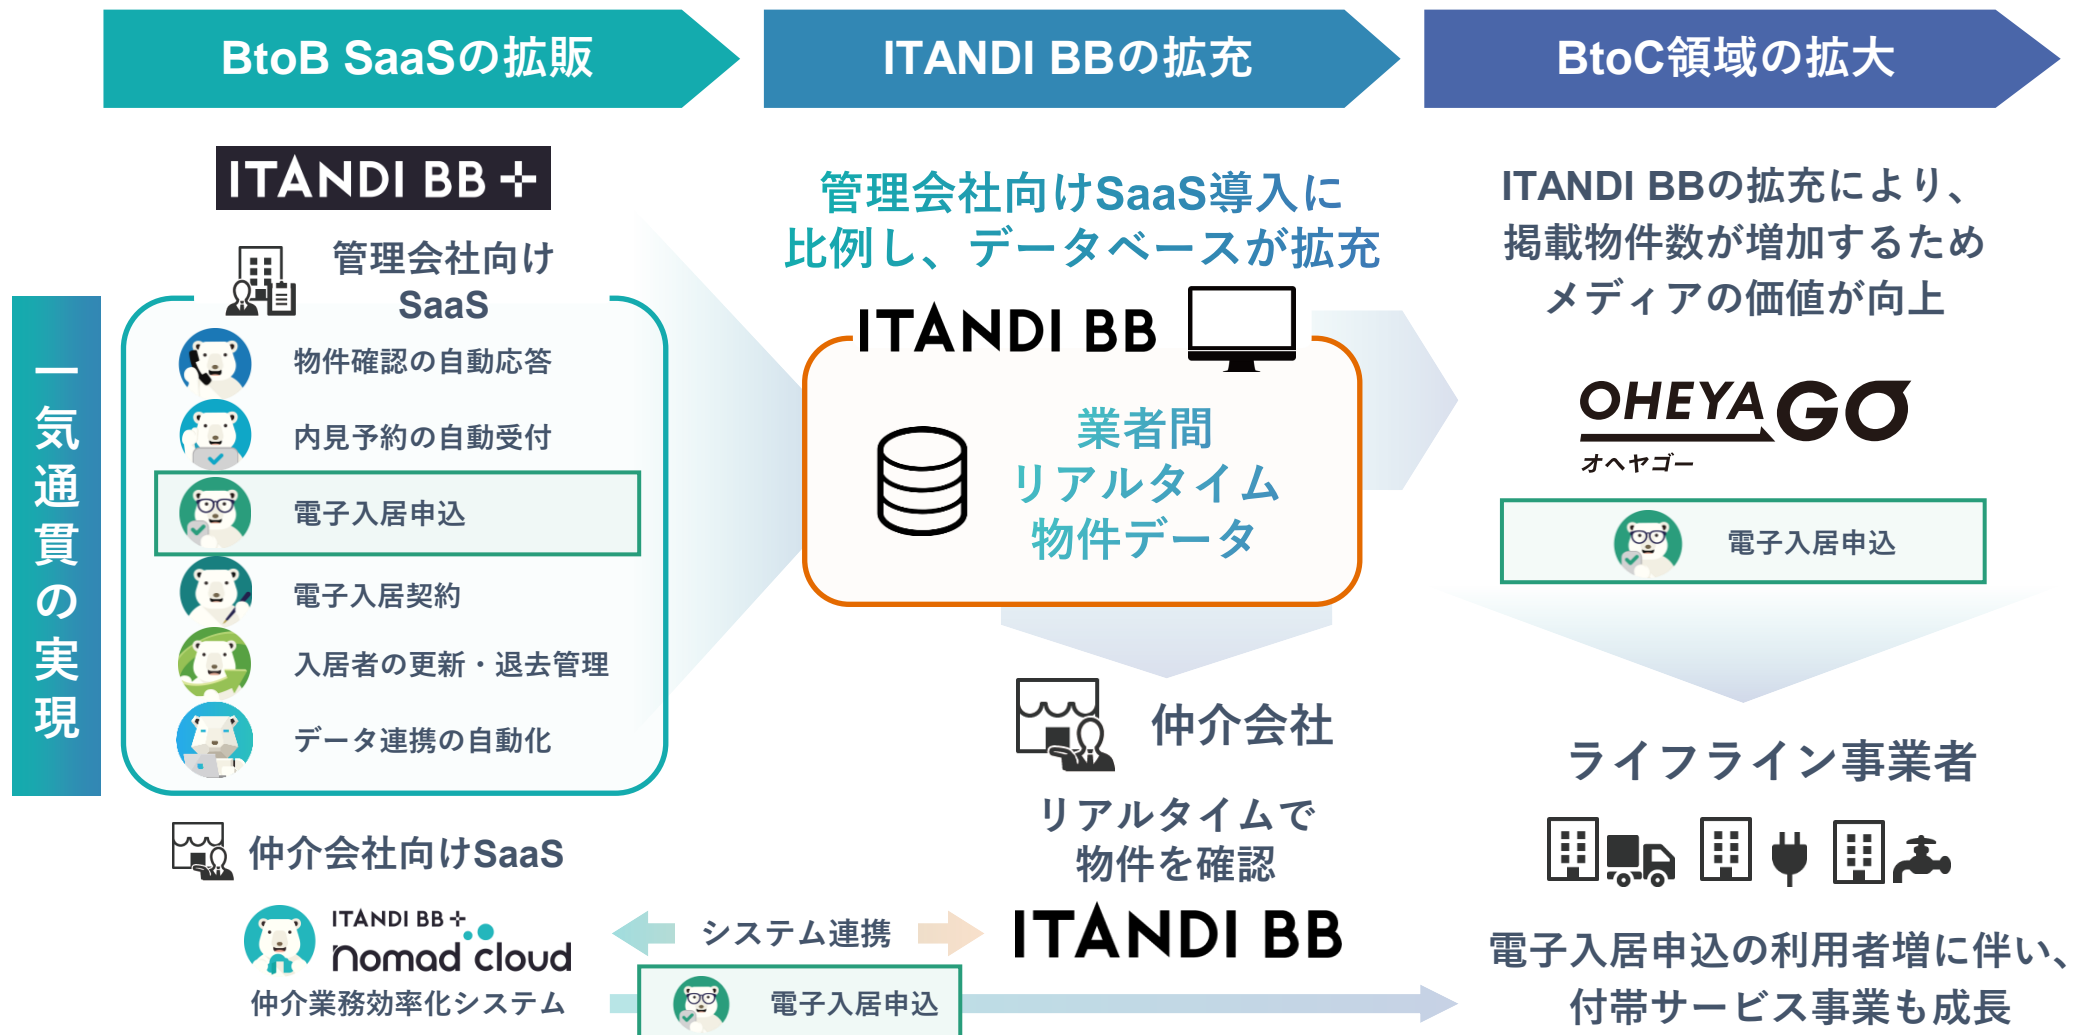 BtoB SaaSの拡販
ITANDI BBの拡充
BtoC領域の拡大
一気通貫の実現
ITANDI BB +
管理会社向け
SaaS
物件確認の自動応答
内見予約の自動受付
電子入居申込
電子入居契約
入居者の更新・退去管理
データ連携の自動化
仲介会社向けSaaS
ITANDI BB +
nomad cloud
仲介業務効率化システム
システム連携
電子入居申込
管理会社向けSaaS導入に
比例し、データベースが拡充
ITANDI BB
業者間
リアルタイム
物件データ
仲介会社
リアルタイムで
物件を確認
ITANDI BB
ITANDI BBの拡充により、
掲載物件数が増加するため
メディアの価値が向上
OHEYAGO
オヘヤゴー
電子入居申込
ライフライン事業者
電子入居申込の利用者増に伴い、
付帯サービス事業も成長